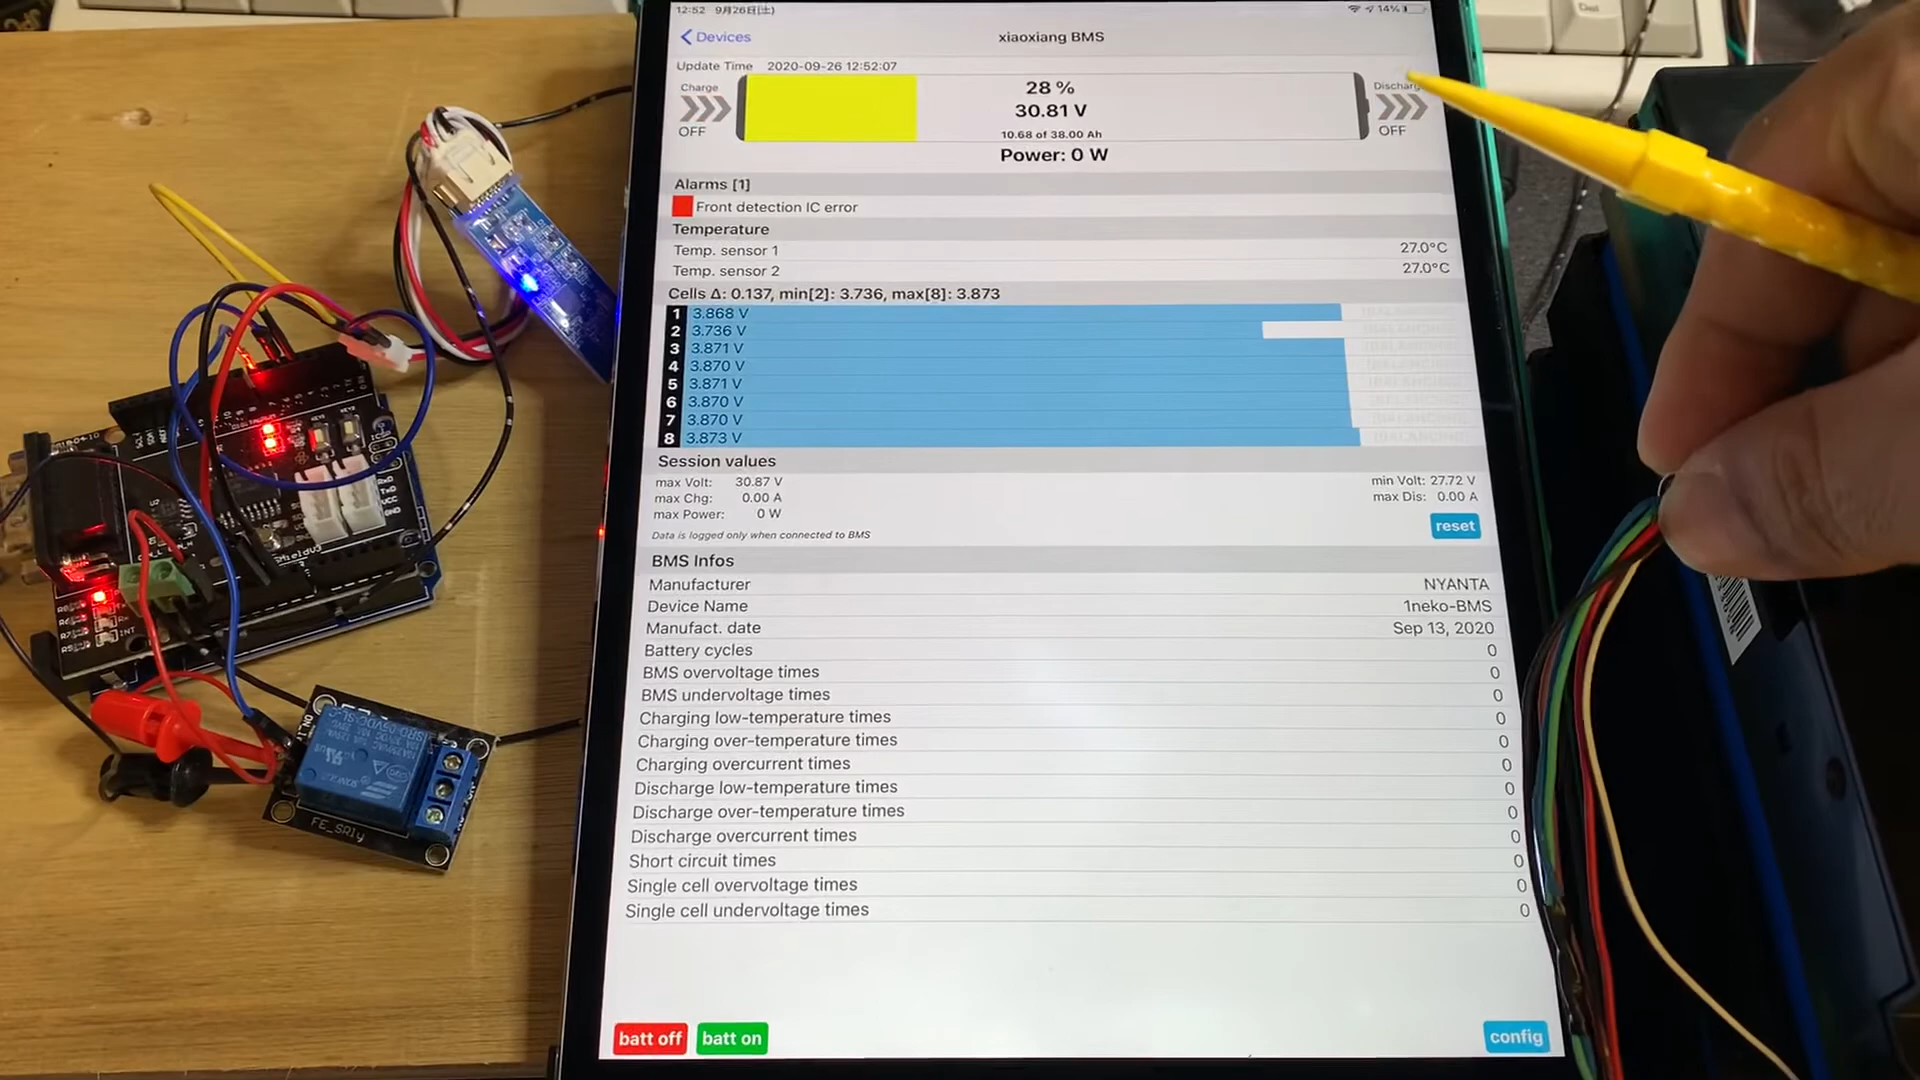 12:52 9月26日(土)
14%
Devices
xiaoxiang BMS
Update Time 2020-09-26 12:52:07
Charge
OFF
28 %
30.81 V
10.68 of 38.00 Ah
Power: 0 W
Discharg
OFF
Alarms [1]
Front detection IC error
Temperature
Temp. sensor 1 27.0°C
Temp. sensor 2 27.0°C
Cells Δ: 0.137, min[2]: 3.736, max[8]: 3.873
1 3.868 V
2 3.736 V
3 3.871 V
4 3.870 V
5 3.871 V
6 3.870 V
7 3.870 V
8 3.873 V
Session values
max Volt: 30.87 V min Volt: 27.72 V
max Chg: 0.00 A max Dis: 0.00 A
max Power: 0 W
reset
Data is logged only when connected to BMS
BMS Infos
Manufacturer NYANTA
Device Name 1neko-BMS
Manufact. date Sep 13, 2020
Battery cycles 0
BMS overvoltage times 0
BMS undervoltage times 0
Charging low-temperature times 0
Charging over-temperature times 0
Charging overcurrent times 0
Discharge low-temperature times 0
Discharge over-temperature times 0
Discharge overcurrent times 0
Short circuit times 0
Single cell overvoltage times 0
Single cell undervoltage times 0
batt off batt on config
KEY2
ICSP
RxD
TxD
VCC
GND
INT
FE_SRly